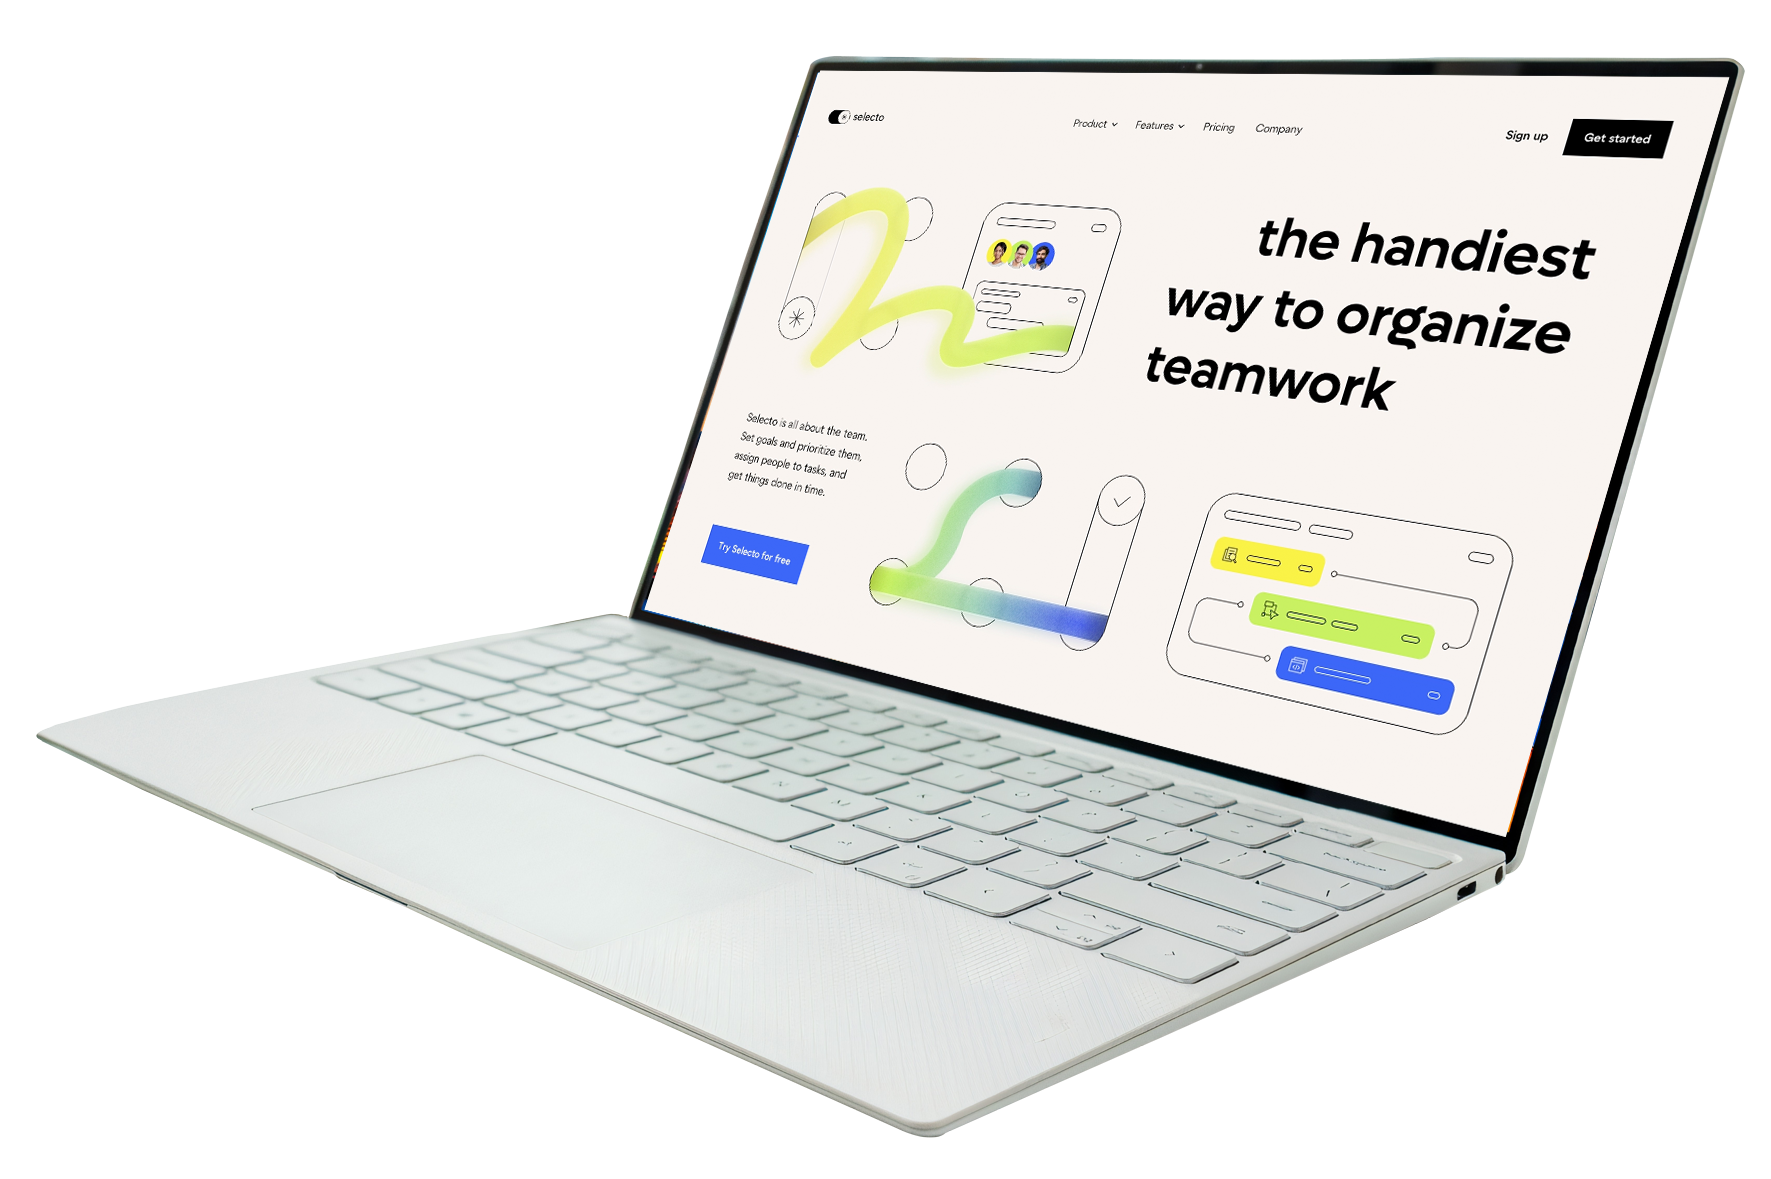 selecto
Product
Features
Pricing
Company
Sign up
Get started
the handiest
way to organize
teamwork
Selecto is all about the team.
Set goals and prioritize them,
assign people to tasks, and
get things done in time.
Try Selecto for free